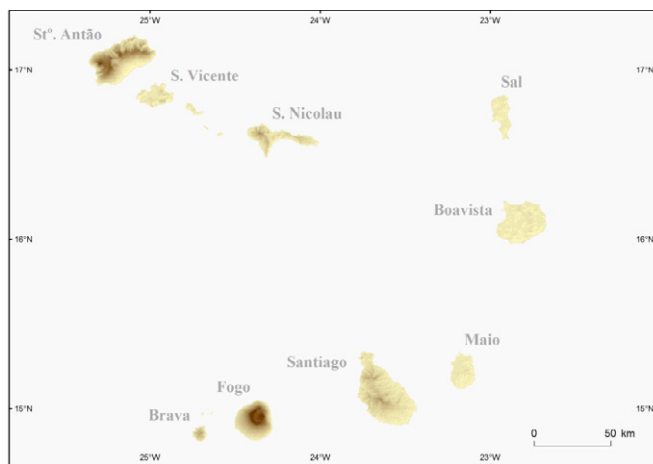 25°W
24°W
23°W
17°N
17°N
Stº. Antão
S. Vicente
S. Nicolau
Sal
Boavista
16°N
16°N
Santiago
Maio
Fogo
Brava
15°N
15°N
0
50 km
25°W
24°W
23°W